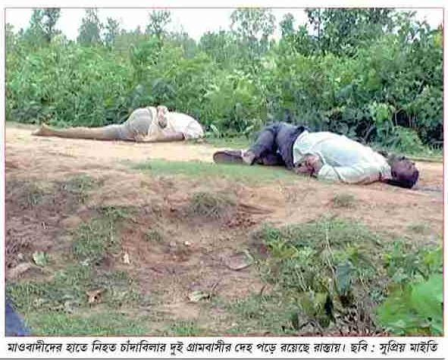 মাওবাদীদের হাতে নিহত চাঁদাবিলার দুই গ্রামবাসীর দেহ পড়ে রয়েছে রাস্তায়। ছবি : সুপ্রিয় মাইতি